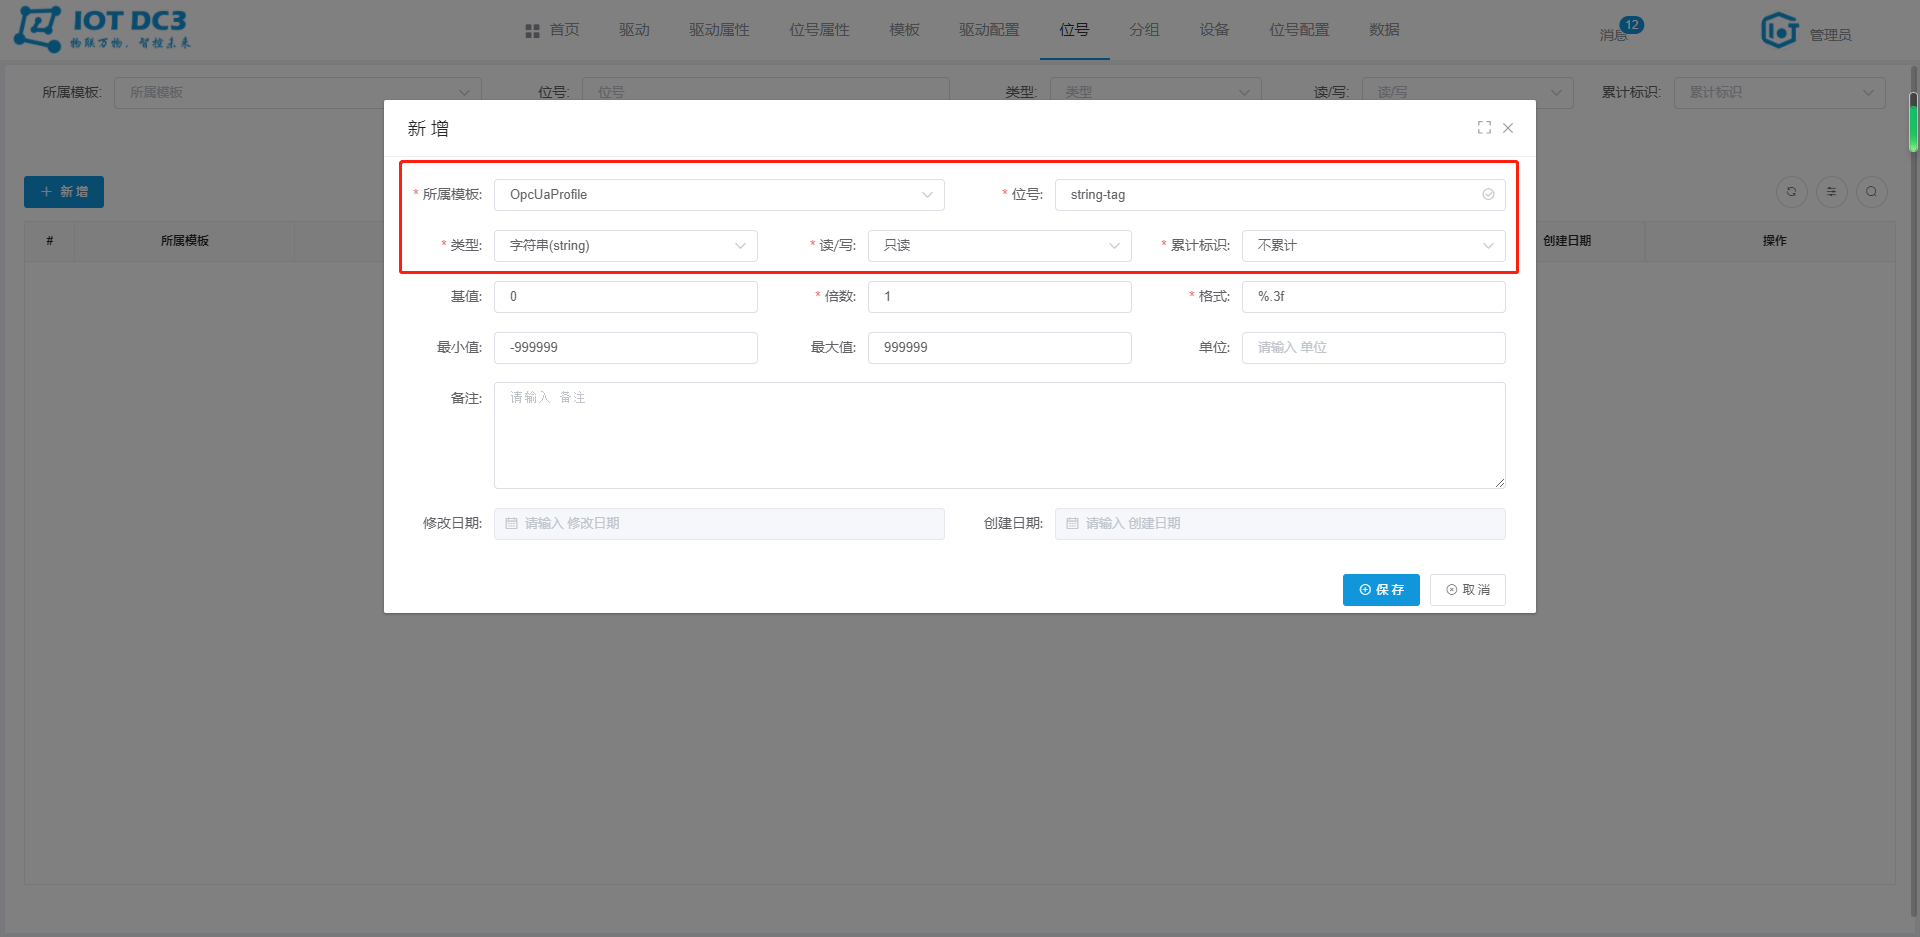 IOT DC3
物联万物，智控未来
首页 驱动 驱动属性 位号属性 模板 驱动配置 位号 分组 设备 位号配置 数据
消息 12 管理员
所属模板: 所属模板 位号: 位号 类型: 类型 读/写: 读/写 累计标识: 累计标识
新 增
* 所属模板: OpcUaProfile * 位号: string-tag
新 增
* 类型: 字符串(string) * 读/写: 只读 * 累计标识: 不累计
# 所属模板 创建日期 操作
基值: 0 * 倍数: 1 * 格式: %.3f
最小值: -999999 最大值: 999999 单位: 请输入 单位
备注: 请输入 备注
修改日期: 请输入 修改日期 创建日期: 请输入 创建日期
保 存 取 消